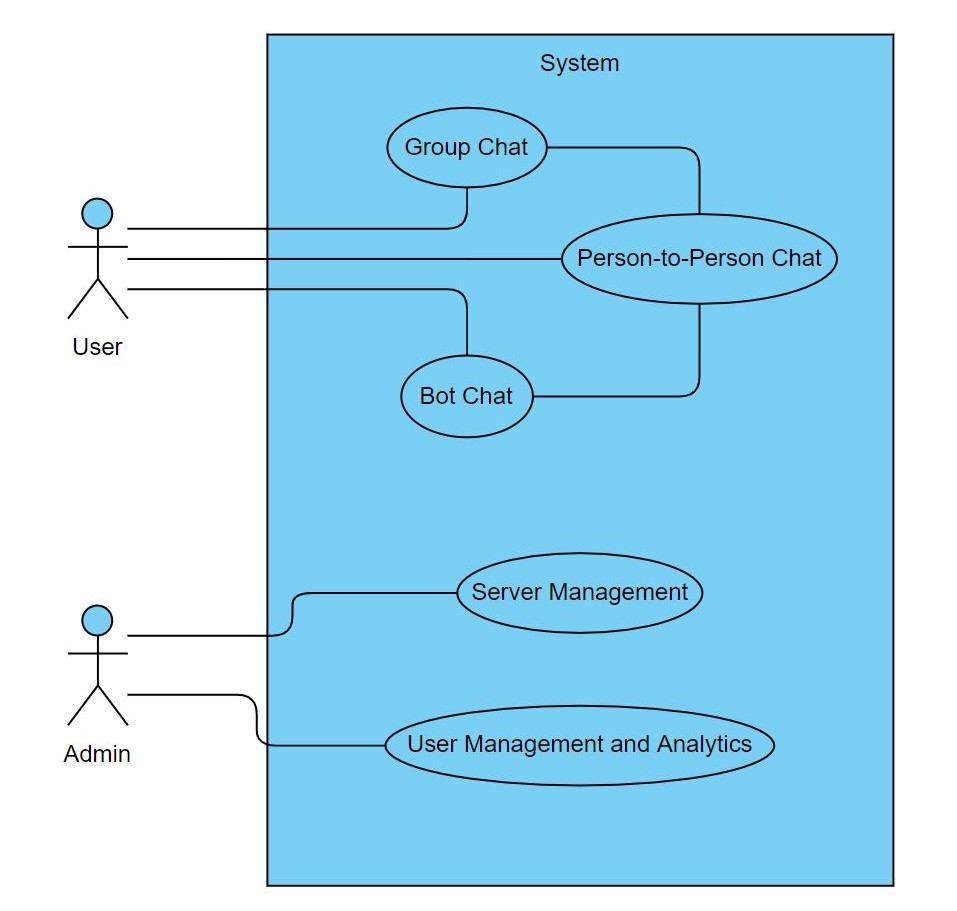 System
Group Chat
Person-to-Person Chat
User
Bot Chat
Server Management
Admin
User Management and Analytics